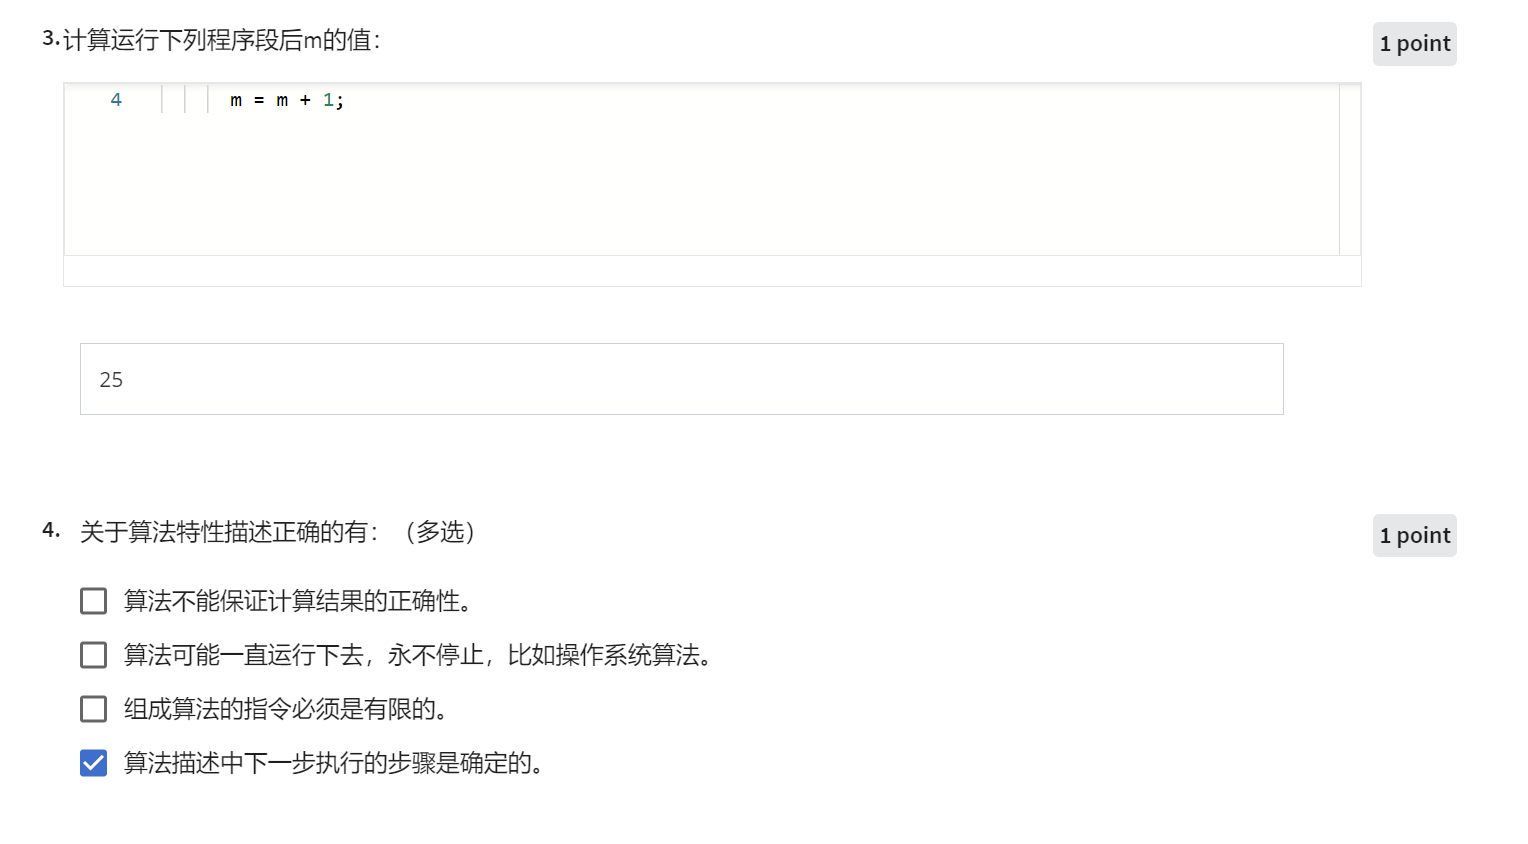 3.计算运行下列程序段后m的值：
1 point
4 m = m + 1;
25
4. 关于算法特性描述正确的有：（多选）
1 point
算法不能保证计算结果的正确性。
算法可能一直运行下去，永不停止，比如操作系统算法。
组成算法的指令必须是有限的。
算法描述中下一步执行的步骤是确定的。